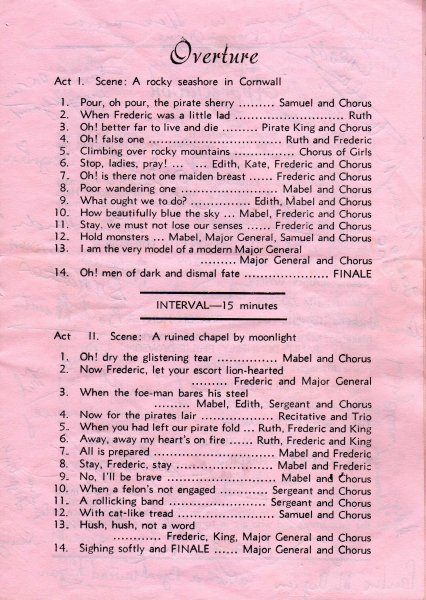 Overture
Act I. Scene: A rocky seashore in Cornwall
1. Pour, oh pour, the pirate sherry ......... Samuel and Chorus
2. When Frederic was a little lad .......................... Ruth
3. Oh! better far to live and die ......... Pirate King and Chorus
4. Oh! false one ................................ Ruth and Frederic
5. Climbing over rocky mountains ............... Chorus of Girls
6. Stop, ladies, pray! ... ... Edith, Kate, Frederic and Chorus
7. Oh! is there not one maiden breast ...... Frederic and Chorus
8. Poor wandering one ........................ Mabel and Chorus
9. What ought we to do? ............... Edith, Mabel and Chorus
10. How beautifully blue the sky ... Mabel, Frederic and Chorus
11. Stay, we must not lose our senses ...... Frederic and Chorus
12. Hold monsters ... Mabel, Major General, Samuel and Chorus
13. I am the very model of a modern Major General
......... Major General and Chorus
14. Oh! men of dark and dismal fate ..................... FINALE
INTERVAL—15 minutes
Act II. Scene: A ruined chapel by moonlight
1. Oh! dry the glistening tear ............... Mabel and Chorus
2. Now Frederic, let your escort lion-hearted
......... Frederic and Major General
3. When the foe-man bares his steel
......... Mabel, Edith, Sergeant and Chorus
4. Now for the pirates lair ............ Recitative and Trio
5. When you had left our pirate fold ... Ruth, Frederic and King
6. Away, away my heart's on fire ...... Ruth, Frederic and King
7. All is prepared ........................... Mabel and Frederic
8. Stay, Frederic, stay ..................... Mabel and Frederic
9. No, I'll be brave ........................... Mabel and Chorus
10. When a felon's not engaged ............ Sergeant and Chorus
11. A rollicking band ........................ Sergeant and Chorus
12. With cat-like tread ..................... Samuel and Chorus
13. Hush, hush, not a word
............ Frederic, King, Major General and Chorus
14. Sighing softly and FINALE ...... Major General and Chorus